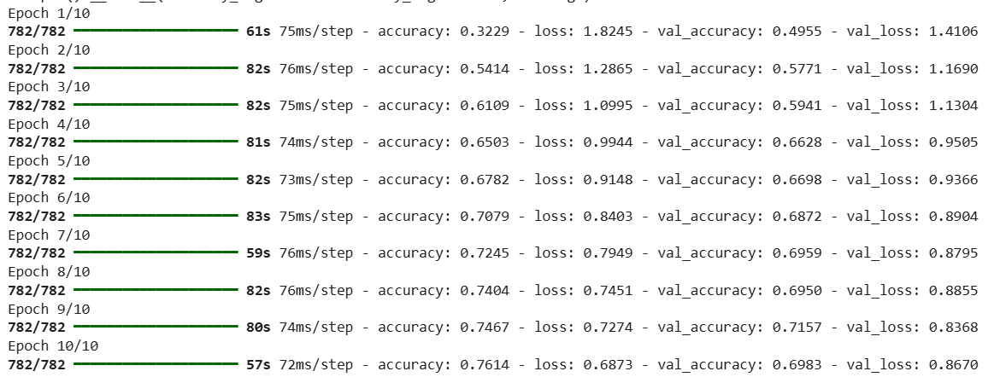 Epoch 1/10
782/782 ━━━━━━━━━━━━━━━━━━━━ 61s 75ms/step - accuracy: 0.3229 - loss: 1.8245 - val_accuracy: 0.4955 - val_loss: 1.4106
Epoch 2/10
782/782 ━━━━━━━━━━━━━━━━━━━━ 82s 76ms/step - accuracy: 0.5414 - loss: 1.2865 - val_accuracy: 0.5771 - val_loss: 1.1690
Epoch 3/10
782/782 ━━━━━━━━━━━━━━━━━━━━ 82s 75ms/step - accuracy: 0.6109 - loss: 1.0995 - val_accuracy: 0.5941 - val_loss: 1.1304
Epoch 4/10
782/782 ━━━━━━━━━━━━━━━━━━━━ 81s 74ms/step - accuracy: 0.6503 - loss: 0.9944 - val_accuracy: 0.6628 - val_loss: 0.9505
Epoch 5/10
782/782 ━━━━━━━━━━━━━━━━━━━━ 82s 73ms/step - accuracy: 0.6782 - loss: 0.9148 - val_accuracy: 0.6698 - val_loss: 0.9366
Epoch 6/10
782/782 ━━━━━━━━━━━━━━━━━━━━ 83s 75ms/step - accuracy: 0.7079 - loss: 0.8403 - val_accuracy: 0.6872 - val_loss: 0.8904
Epoch 7/10
782/782 ━━━━━━━━━━━━━━━━━━━━ 59s 76ms/step - accuracy: 0.7245 - loss: 0.7949 - val_accuracy: 0.6959 - val_loss: 0.8795
Epoch 8/10
782/782 ━━━━━━━━━━━━━━━━━━━━ 82s 76ms/step - accuracy: 0.7404 - loss: 0.7451 - val_accuracy: 0.6950 - val_loss: 0.8855
Epoch 9/10
782/782 ━━━━━━━━━━━━━━━━━━━━ 80s 74ms/step - accuracy: 0.7467 - loss: 0.7274 - val_accuracy: 0.7157 - val_loss: 0.8368
Epoch 10/10
782/782 ━━━━━━━━━━━━━━━━━━━━ 57s 72ms/step - accuracy: 0.7614 - loss: 0.6873 - val_accuracy: 0.6983 - val_loss: 0.8670